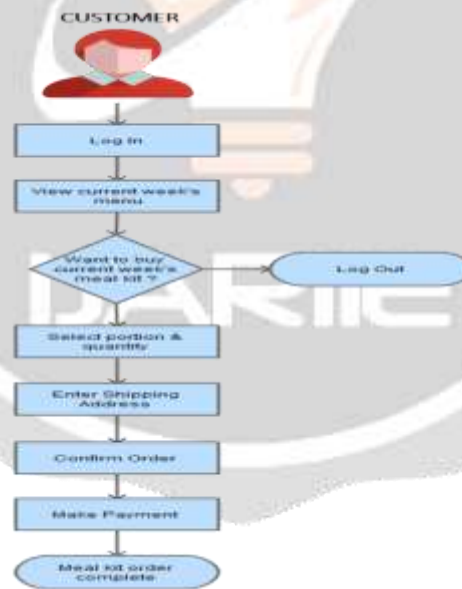 CUSTOMER
Log In
View current week's
menu
Want to buy
current week's
meal kit ?
Log Out
Select portion &
quantity
Enter Shipping
Address
Confirm Order
Make Payment
Meal kit order
complete